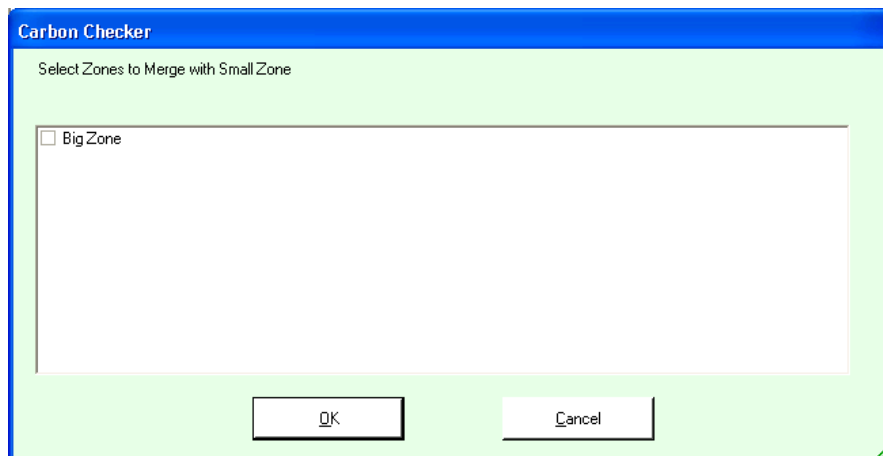 Carbon Checker
Select Zones to Merge with Small Zone
Big Zone
OK
Cancel